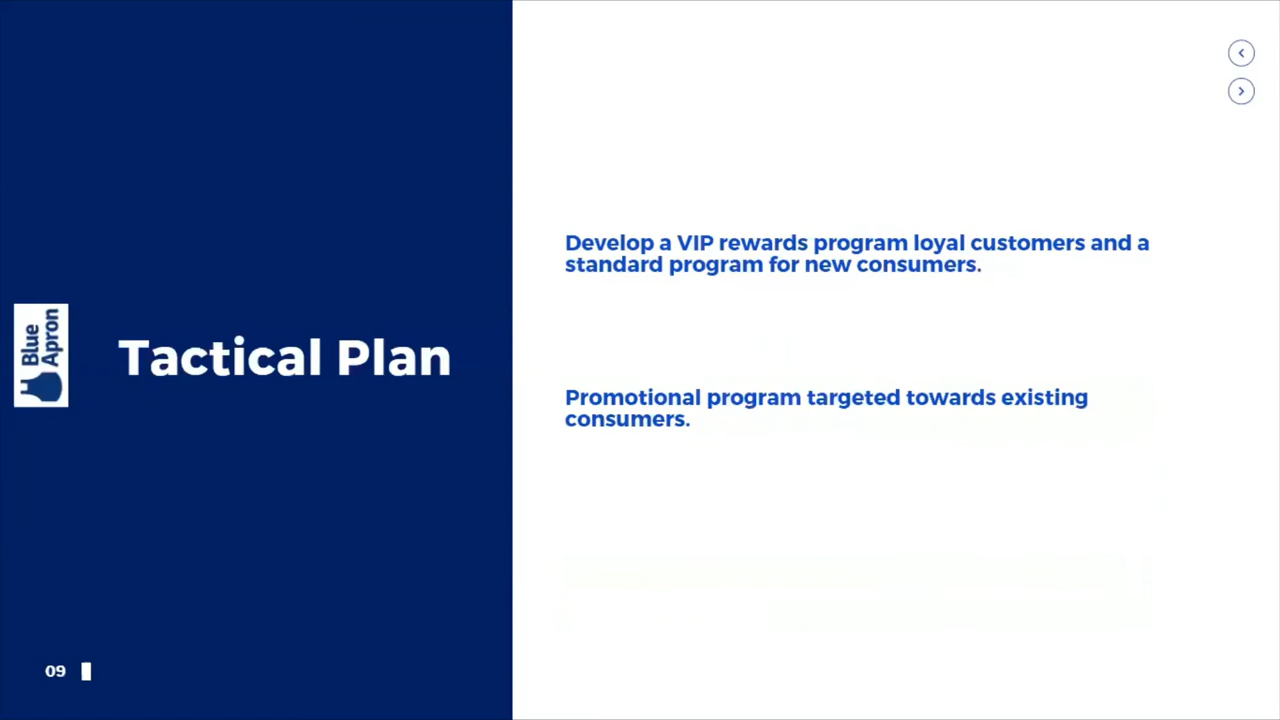 Develop a VIP rewards program loyal customers and a
standard program for new consumers.
Blue
Apron
Tactical Plan
Promotional program targeted towards existing
consumers.
09